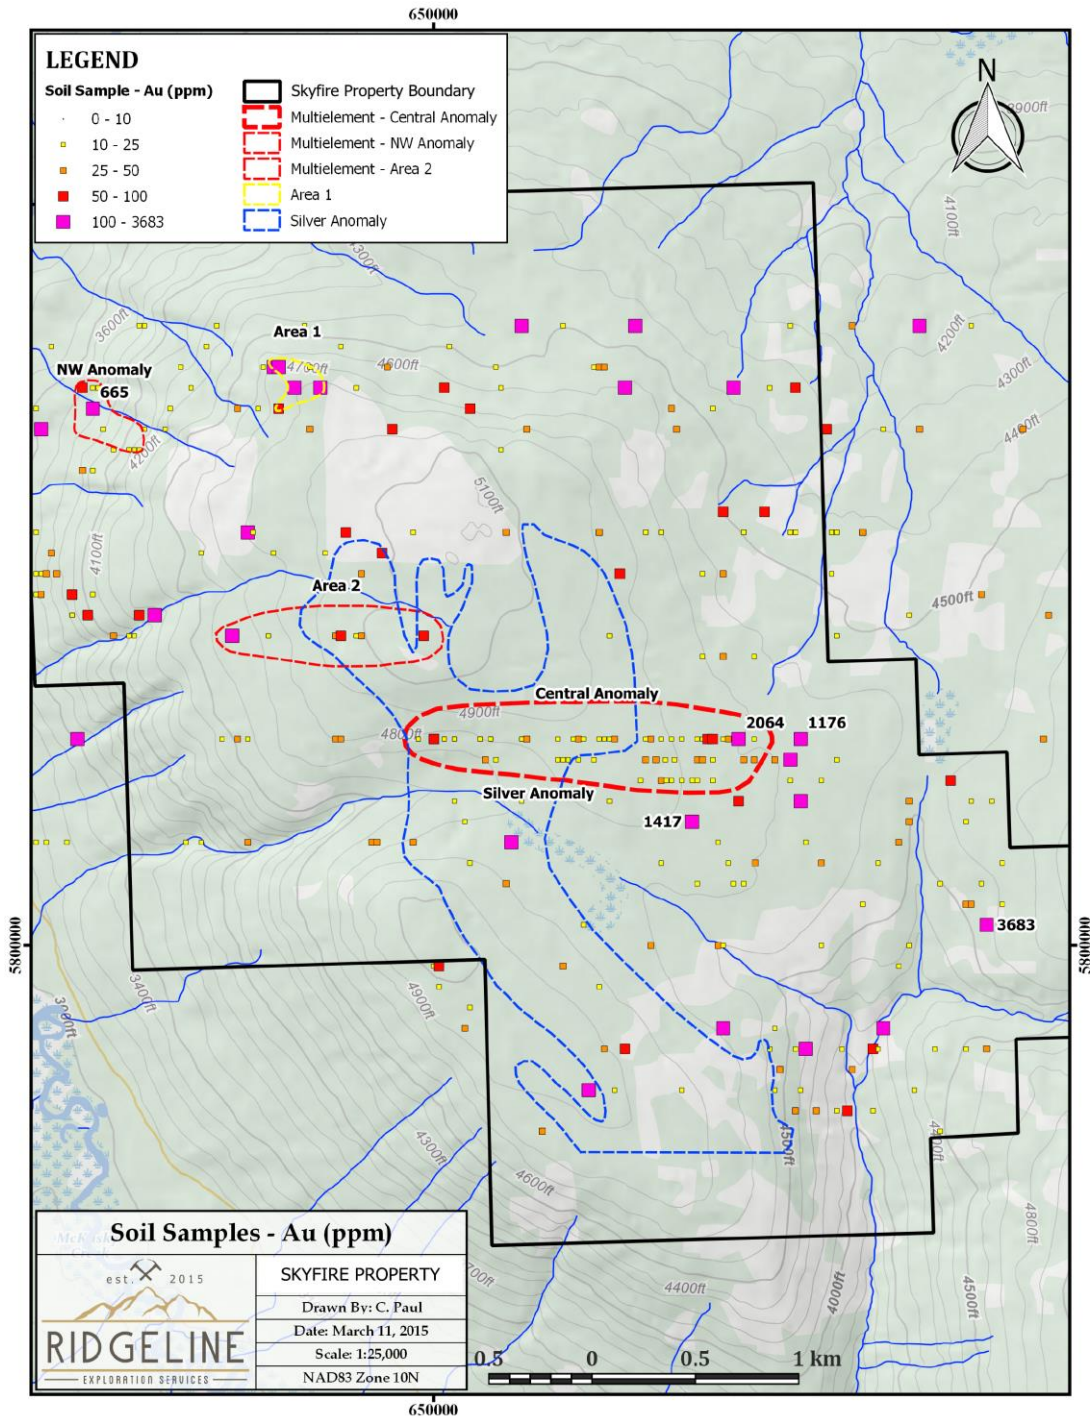 650000
LEGEND
Soil Sample - Au (ppm)
0 - 10
10 - 25
25 - 50
50 - 100
100 - 3683
Skyfire Property Boundary
Multielement - Central Anomaly
Multielement - NW Anomaly
Multielement - Area 2
Area 1
Silver Anomaly
N
3900ft
4100ft
4300ft
3600ft
Area 1
4200ft
4700ft
4600ft
NW Anomaly
665
4300ft
4200ft
5100ft
4100ft
Area 2
4500ft
Central Anomaly
4900ft
2064
1176
4800ft
Silver Anomaly
1417
3683
5800000
5800000
3400ft
4900ft
3000ft
4500ft
4400ft
4300ft
4600ft
4800ft
4400ft
4000ft
4500ft
Soil Samples - Au (ppm)
est. 2015
RIDGELINE
EXPLORATION SERVICES
SKYFIRE PROPERTY
Drawn By: C. Paul
Date: March 11, 2015
Scale: 1:25,000
NAD83 Zone 10N
0.5 0 0.5 1 km
650000